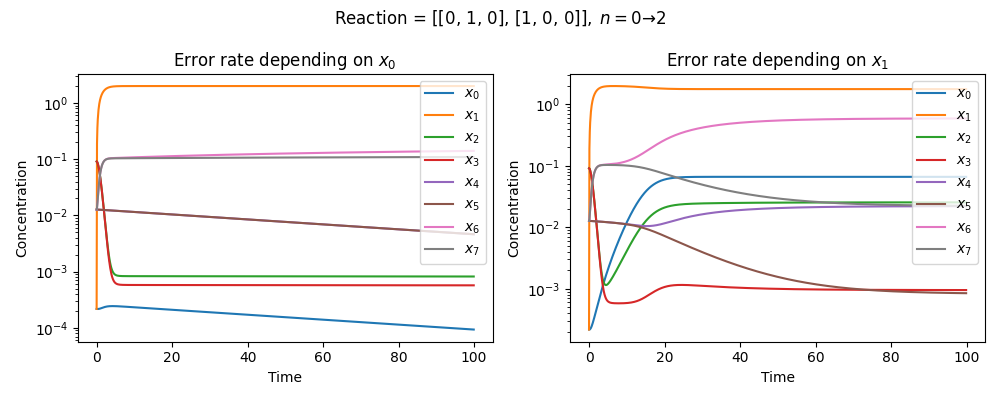 Reaction = [[0, 1, 0], [1, 0, 0]], n = 0→2
Error rate depending on x₀
Concentration
10⁰
10⁻¹
10⁻²
10⁻³
10⁻⁴
x₀
x₁
x₂
x₃
x₄
x₅
x₆
x₇
0 20 40 60 80 100
Time
Error rate depending on x₁
Concentration
10⁰
10⁻¹
10⁻²
10⁻³
x₀
x₁
x₂
x₃
x₄
x₅
x₆
x₇
0 20 40 60 80 100
Time